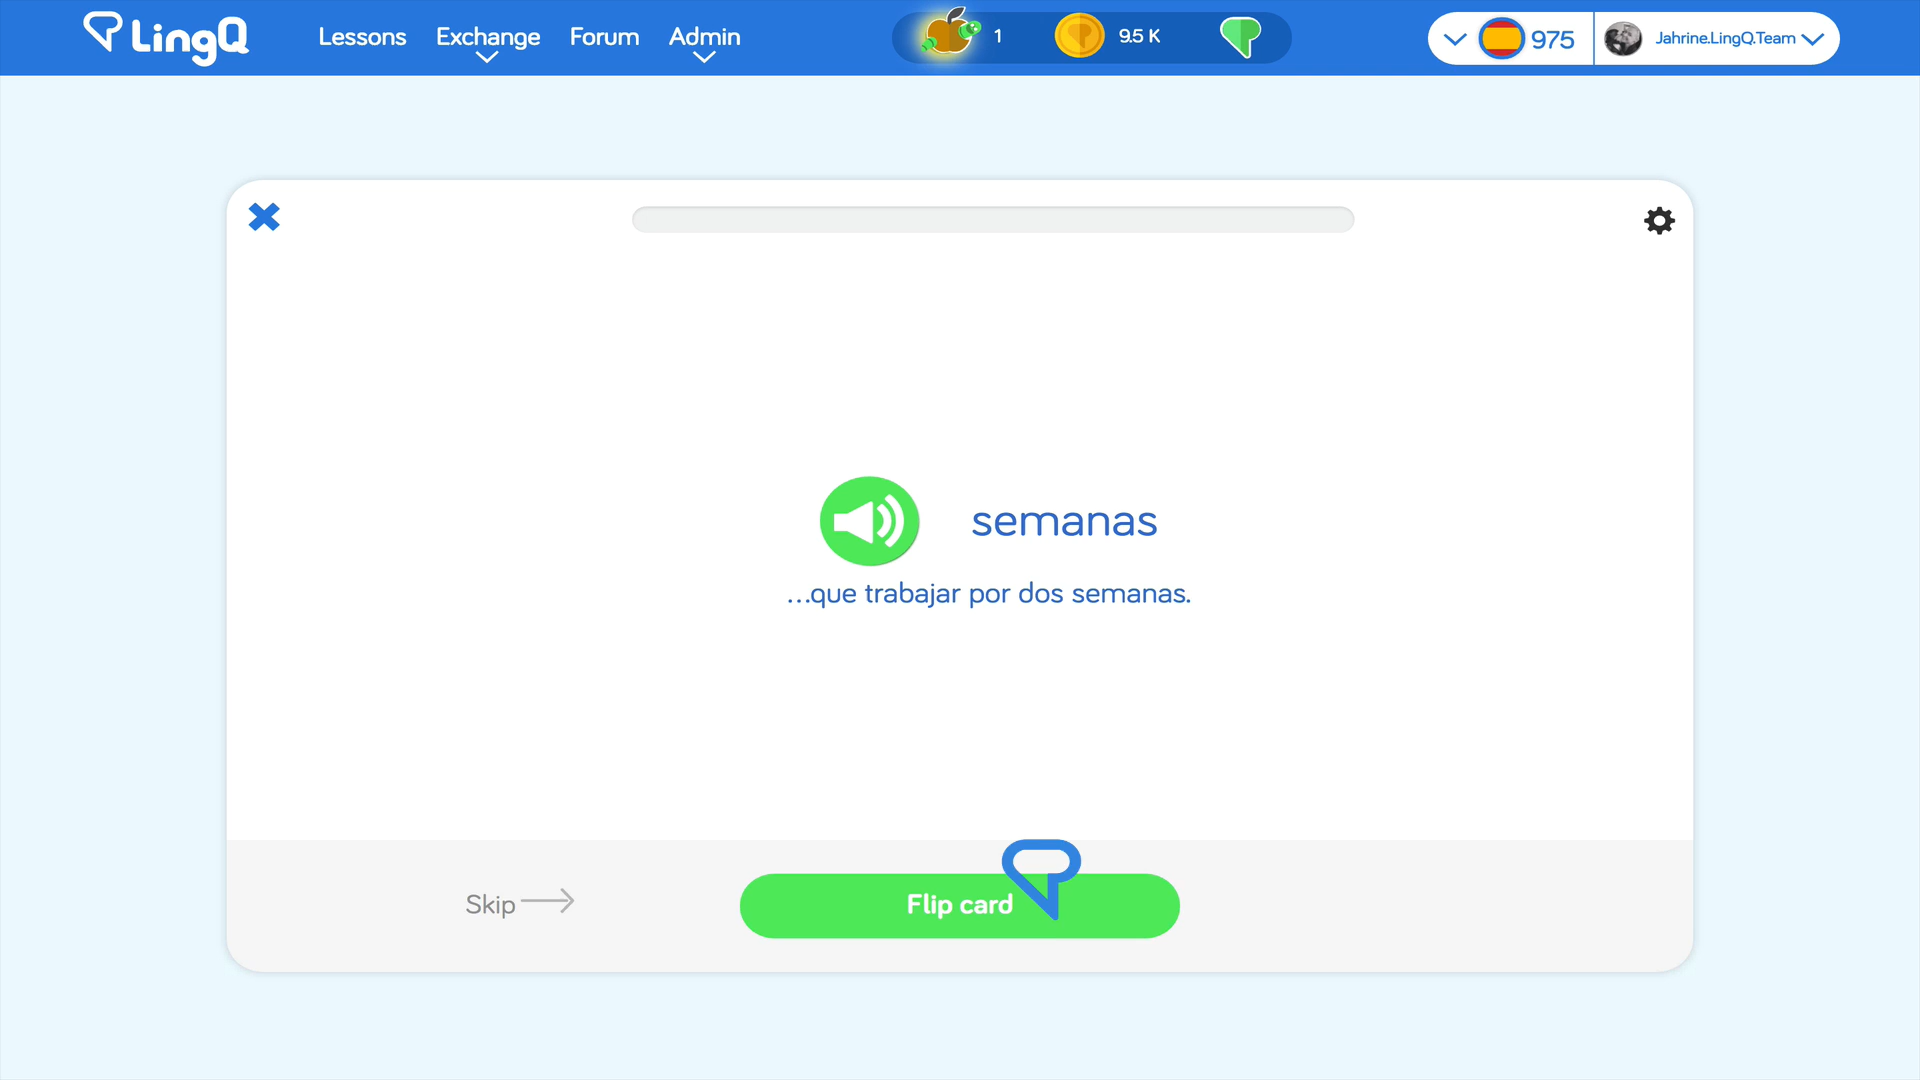 LingQ
Lessons Exchange Forum Admin
1 9.5 K
975 Jahrine.LingQ.Team
semanas
...que trabajar por dos semanas.
Skip
Flip card